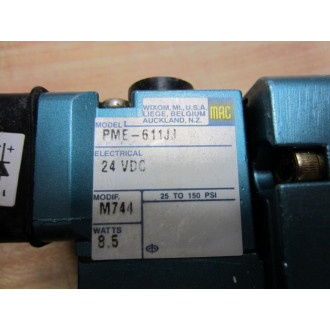 WIXOM, MI., U.S.A.
LIEGE, BELGIUM
AUCKLAND, N.Z.
MAC
MODEL
PME-611JJ
ELECTRICAL
24 VDC
MODIF.
M744
25 TO 150 PSI
WATTS
8.5